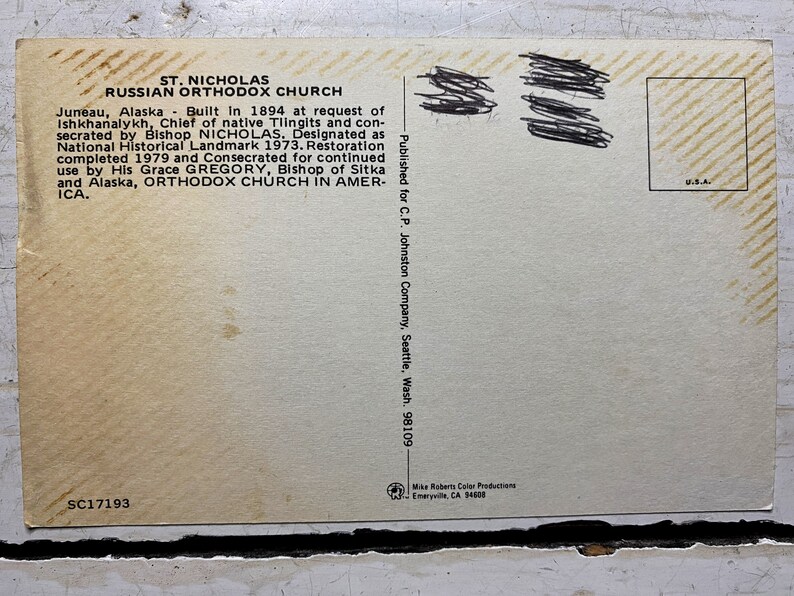 ST. NICHOLAS
RUSSIAN ORTHODOX CHURCH
Juneau, Alaska - Built in 1894 at request of
Ishkhanalykh, Chief of native Tlingits and con-
secrated by Bishop NICHOLAS. Designated as
National Historical Landmark 1973. Restoration
completed 1979 and Consecrated for continued
use by His Grace GREGORY, Bishop of Sitka
and Alaska, ORTHODOX CHURCH IN AMER-
ICA.
SC17193
Published for C.P. Johnston Company, Seattle, Wash. 98109
Mike Roberts Color Productions
Emeryville, CA 94608
U.S.A.